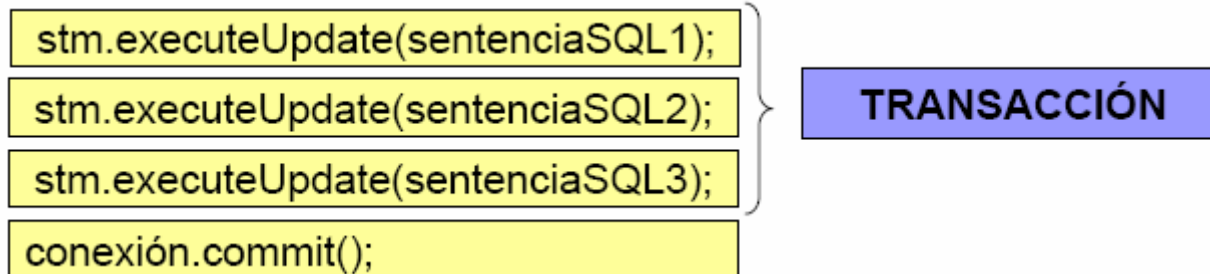 stm.executeUpdate(sentenciaSQL1);
stm.executeUpdate(sentenciaSQL2);
TRANSACCIÓN
stm.executeUpdate(sentenciaSQL3);
conexión.commit();